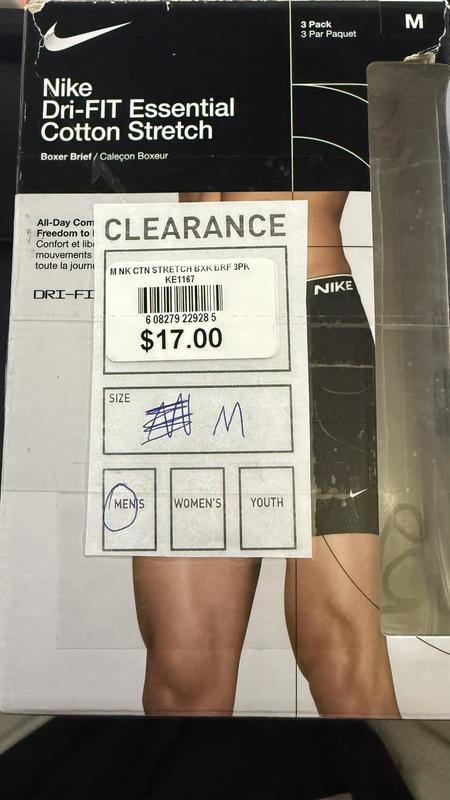 3 Pack
3 Par Paquet
M
Nike
Dri-FIT Essential
Cotton Stretch
Boxer Brief / Caleçon Boxeur
All-Day Com
Freedom to
Confort et libe
mouvements
toute la journ
DRI-FI
CLEARANCE
M NK CTN STRETCH BXR BRF 3PK
KE1167
6 08279 22928 5
$17.00
SIZE
M
MEN'S
WOMEN'S
YOUTH
NIKE